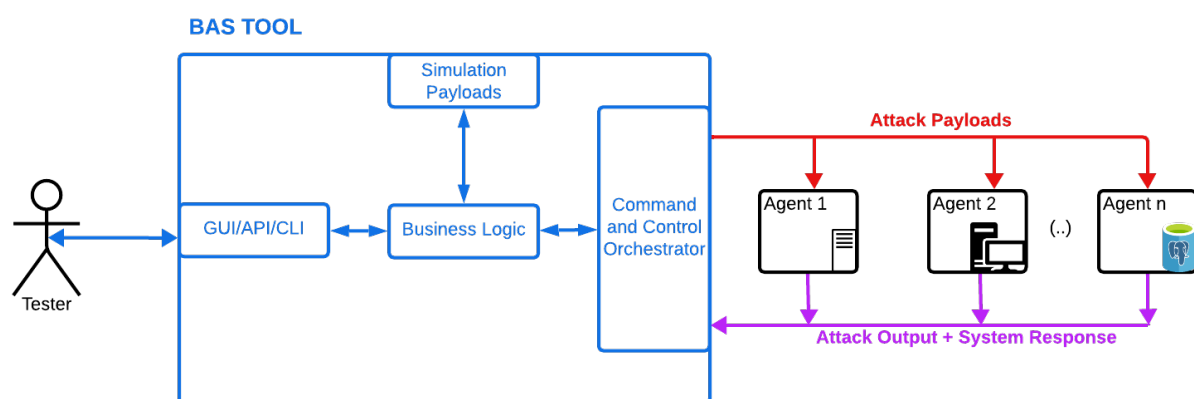 BAS TOOL
Simulation
Payloads
Attack Payloads
Agent 1
Agent 2
Agent n
Command
and Control
Orchestrator
GUI/API/CLI
Business Logic
(..)
Tester
Attack Output + System Response